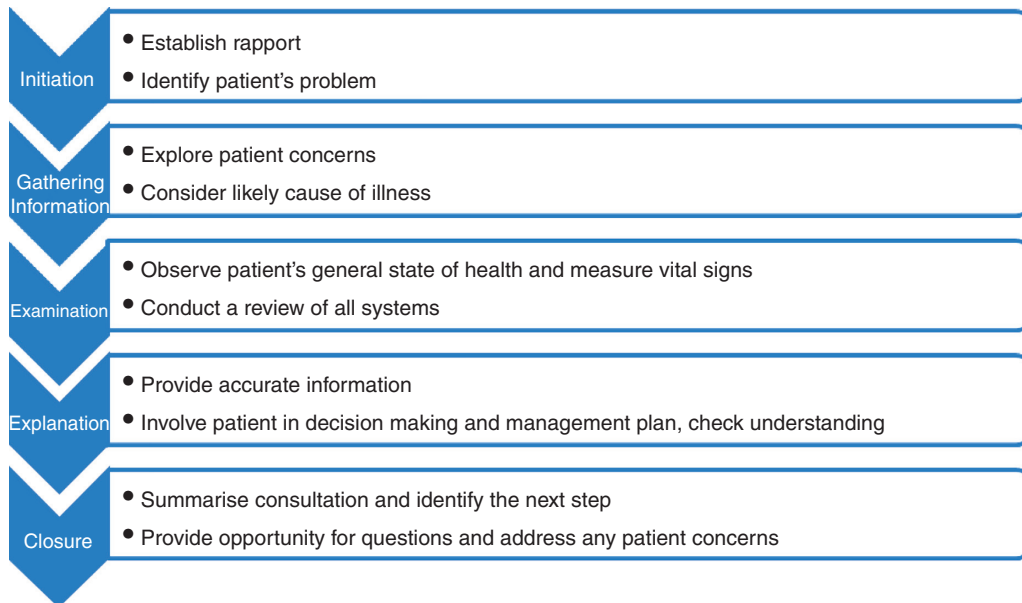 Initiation
• Establish rapport
• Identify patient’s problem
Gathering
Information
• Explore patient concerns
• Consider likely cause of illness
Examination
• Observe patient’s general state of health and measure vital signs
• Conduct a review of all systems
Explanation
• Provide accurate information
• Involve patient in decision making and management plan, check understanding
Closure
• Summarise consultation and identify the next step
• Provide opportunity for questions and address any patient concerns